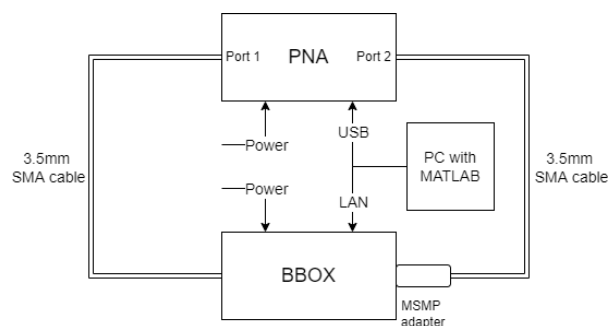 Port 1
PNA
Port 2
Power
USB
3.5mm
SMA cable
PC with
MATLAB
3.5mm
SMA cable
Power
LAN
BBOX
MSMP
adapter